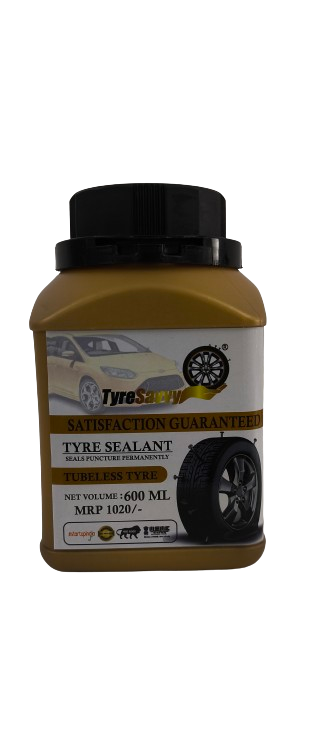 TyreSavvy ®
SATISFACTION GUARANTEED
TYRE SEALANT
SEALS PUNCTURE PERMANENTLY
TUBELESS TYRE
NET VOLUME : 600 ML
MRP 1020/-